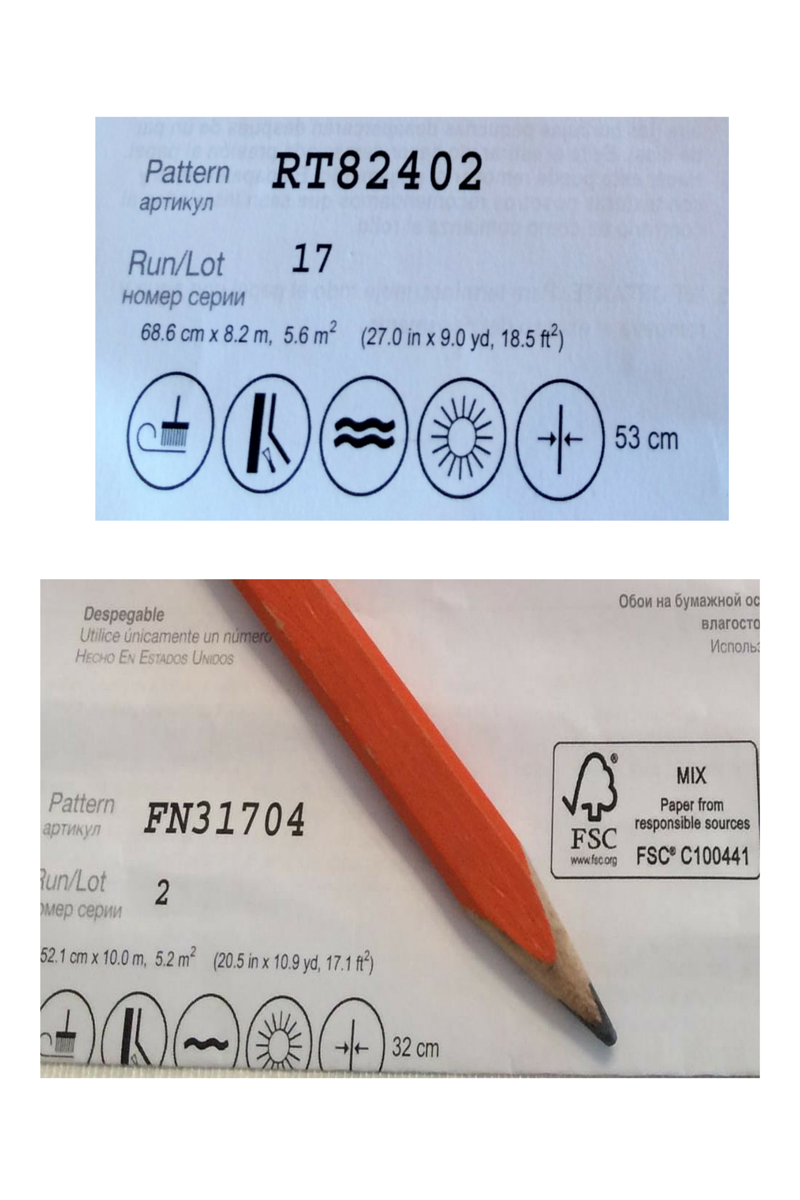 Pattern RT82402
артикул
Run/Lot 17
номер серии
68.6 cm x 8.2 m, 5.6 m² (27.0 in x 9.0 yd, 18.5 ft²)
53 cm
Despegable
Utilice únicamente un número
HECHO EN ESTADOS UNIDOS
Обои на бумажной ос
влагосто
Исполь
MIX
Paper from
responsible sources
FSC® C100441
®
FSC
www.fsc.org
Pattern FN31704
артикул
Run/Lot 2
омер серии
52.1 cm x 10.0 m, 5.2 m² (20.5 in x 10.9 yd, 17.1 ft²)
32 cm